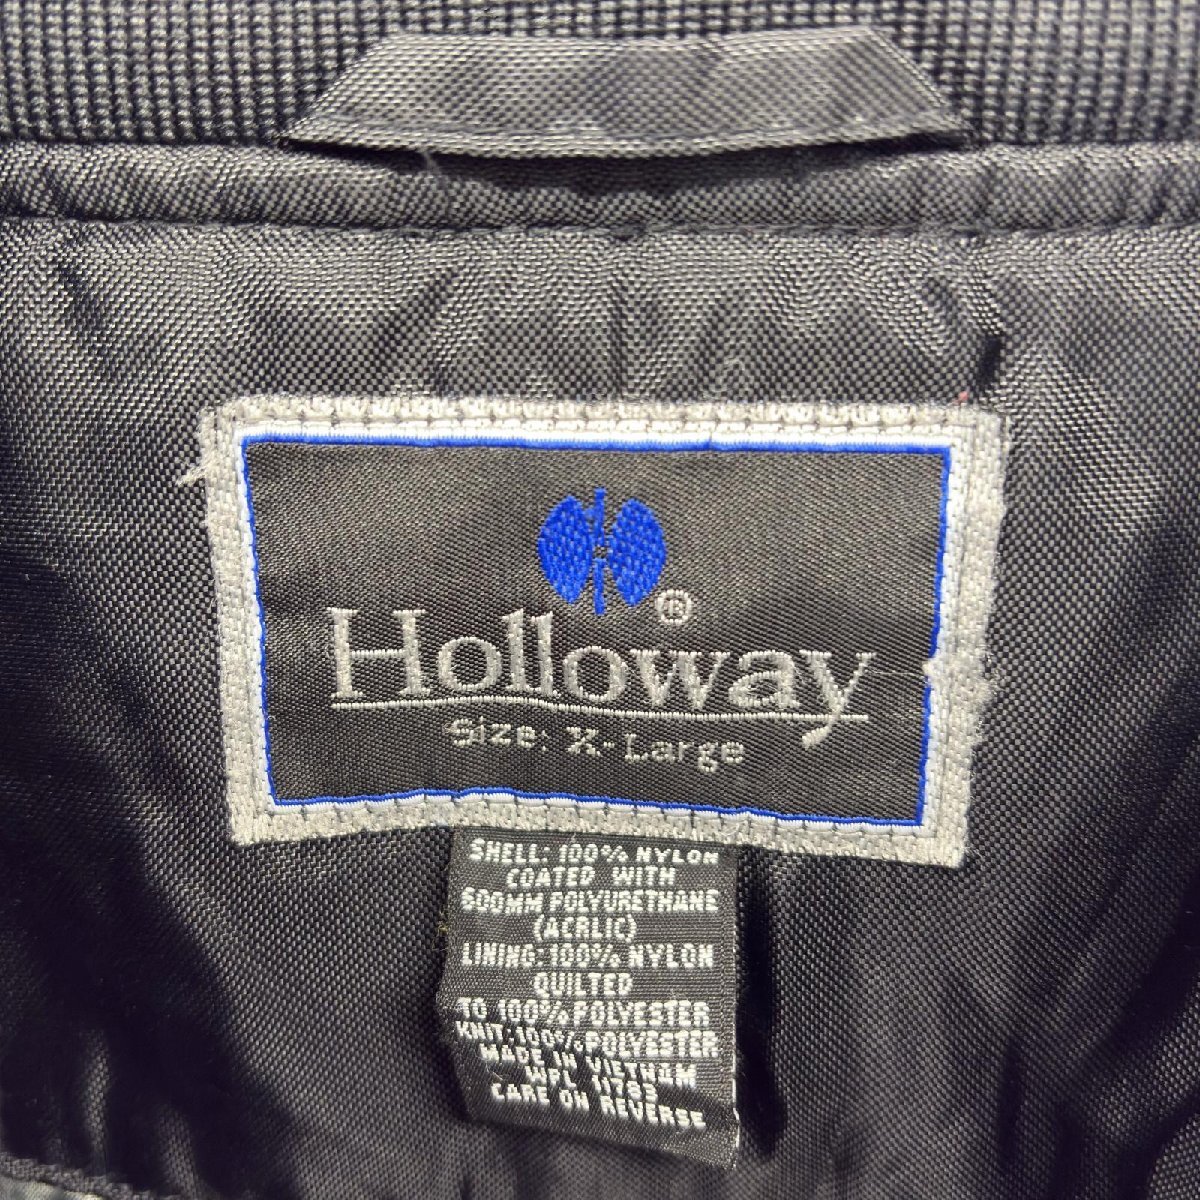 Holloway®
Size: X-Large
SHELL: 100% NYLON
COATED WITH
600MM POLYURETHANE
(ACRLIC)
LINING: 100% NYLON
QUILTED
TO 100% POLYESTER
KNIT: 100% POLYESTER
MADE IN VIETNAM
WPL 11783
CARE ON REVERSE